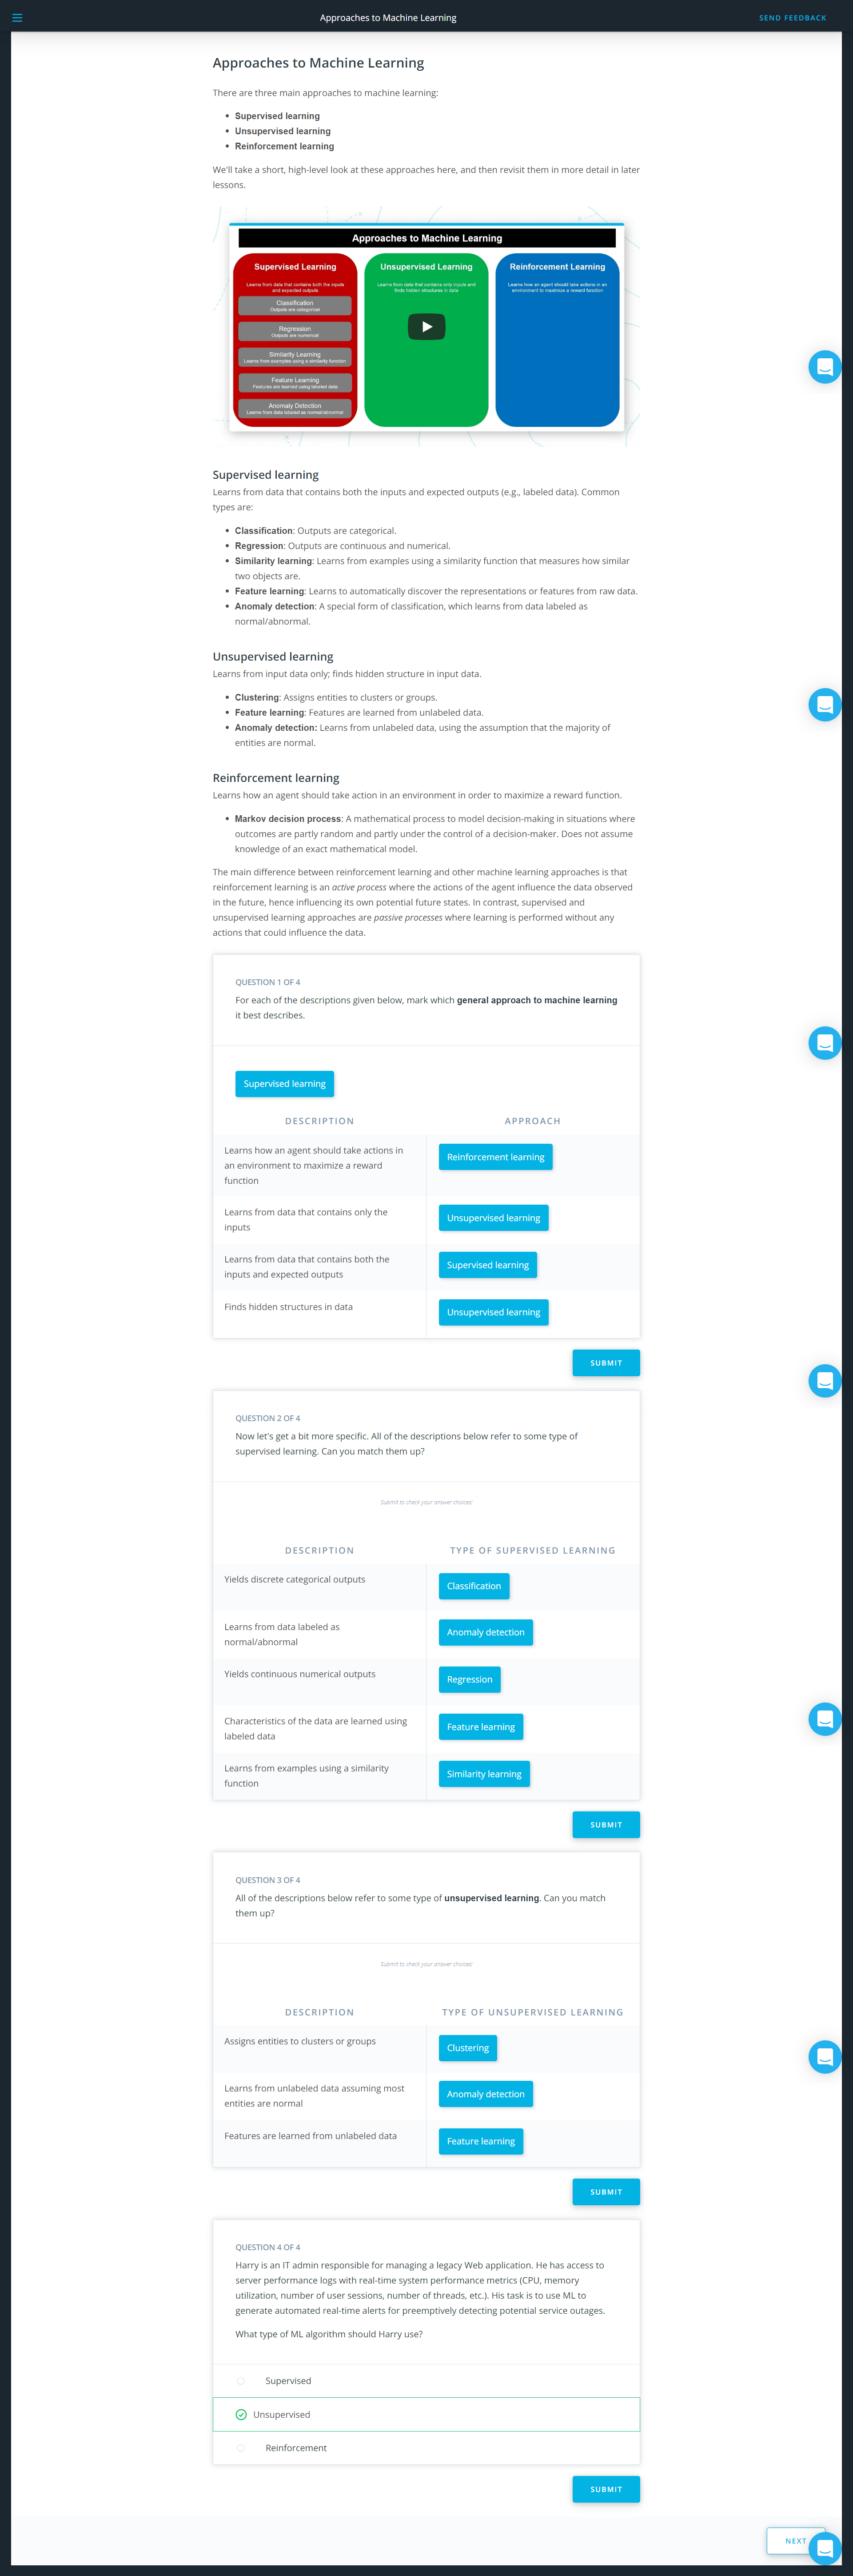 Approaches to Machine Learning
SEND FEEDBACK
Approaches to Machine Learning
There are three main approaches to machine learning:
Supervised learning
Unsupervised learning
Reinforcement learning
We'll take a short, high-level look at these approaches here, and then revisit them in more detail in later
lessons.
Approaches to Machine Learning
Supervised Learning
Learns from data that contains both the inputs
and expected outputs
Classification
Outputs are categorical
Regression
Outputs are numerical
Similarity Learning
Learns from examples using a similarity function
Feature Learning
Features are learned using labeled data
Anomaly Detection
Learns from data labeled as normal/abnormal
Unsupervised Learning
Learns from data that contains only inputs and
finds hidden structures in data
Reinforcement Learning
Learns how an agent should take actions in an
environment to maximize a reward function
Supervised learning
Learns from data that contains both the inputs and expected outputs (e.g., labeled data). Common
types are:
Classification: Outputs are categorical.
Regression: Outputs are continuous and numerical.
Similarity learning: Learns from examples using a similarity function that measures how similar
two objects are.
Feature learning: Learns to automatically discover the representations or features from raw data.
Anomaly detection: A special form of classification, which learns from data labeled as
normal/abnormal.
Unsupervised learning
Learns from input data only; finds hidden structure in input data.
Clustering: Assigns entities to clusters or groups.
Feature learning: Features are learned from unlabeled data.
Anomaly detection: Learns from unlabeled data, using the assumption that the majority of
entities are normal.
Reinforcement learning
Learns how an agent should take action in an environment in order to maximize a reward function.
Markov decision process: A mathematical process to model decision-making in situations where
outcomes are partly random and partly under the control of a decision-maker. Does not assume
knowledge of an exact mathematical model.
The main difference between reinforcement learning and other machine learning approaches is that
reinforcement learning is an active process where the actions of the agent influence the data observed
in the future, hence influencing its own potential future states. In contrast, supervised and
unsupervised learning approaches are passive processes where learning is performed without any
actions that could influence the data.
QUESTION 1 OF 4
For each of the descriptions given below, mark which general approach to machine learning
it best describes.
Supervised learning
DESCRIPTION
APPROACH
Learns how an agent should take actions in
an environment to maximize a reward
function
Reinforcement learning
Learns from data that contains only the
inputs
Unsupervised learning
Learns from data that contains both the
inputs and expected outputs
Supervised learning
Finds hidden structures in data
Unsupervised learning
SUBMIT
QUESTION 2 OF 4
Now let's get a bit more specific. All of the descriptions below refer to some type of
supervised learning. Can you match them up?
Submit to check your answer choices!
DESCRIPTION
TYPE OF SUPERVISED LEARNING
Yields discrete categorical outputs
Classification
Learns from data labeled as
normal/abnormal
Anomaly detection
Yields continuous numerical outputs
Regression
Characteristics of the data are learned using
labeled data
Feature learning
Learns from examples using a similarity
function
Similarity learning
SUBMIT
QUESTION 3 OF 4
All of the descriptions below refer to some type of unsupervised learning. Can you match
them up?
Submit to check your answer choices!
DESCRIPTION
TYPE OF UNSUPERVISED LEARNING
Assigns entities to clusters or groups
Clustering
Learns from unlabeled data assuming most
entities are normal
Anomaly detection
Features are learned from unlabeled data
Feature learning
SUBMIT
QUESTION 4 OF 4
Harry is an IT admin responsible for managing a legacy Web application. He has access to
server performance logs with real-time system performance metrics (CPU, memory
utilization, number of user sessions, number of threads, etc.). His task is to use ML to
generate automated real-time alerts for preemptively detecting potential service outages.
What type of ML algorithm should Harry use?
Supervised
Unsupervised
Reinforcement
SUBMIT
NEXT